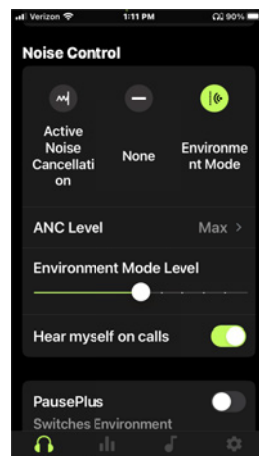 Verizon 1:11 PM 90%
Noise Control
Active
Noise
Cancellati
on
None
Environme
nt Mode
ANC Level Max >
Environment Mode Level
Hear myself on calls
PausePlus
Switches Environment